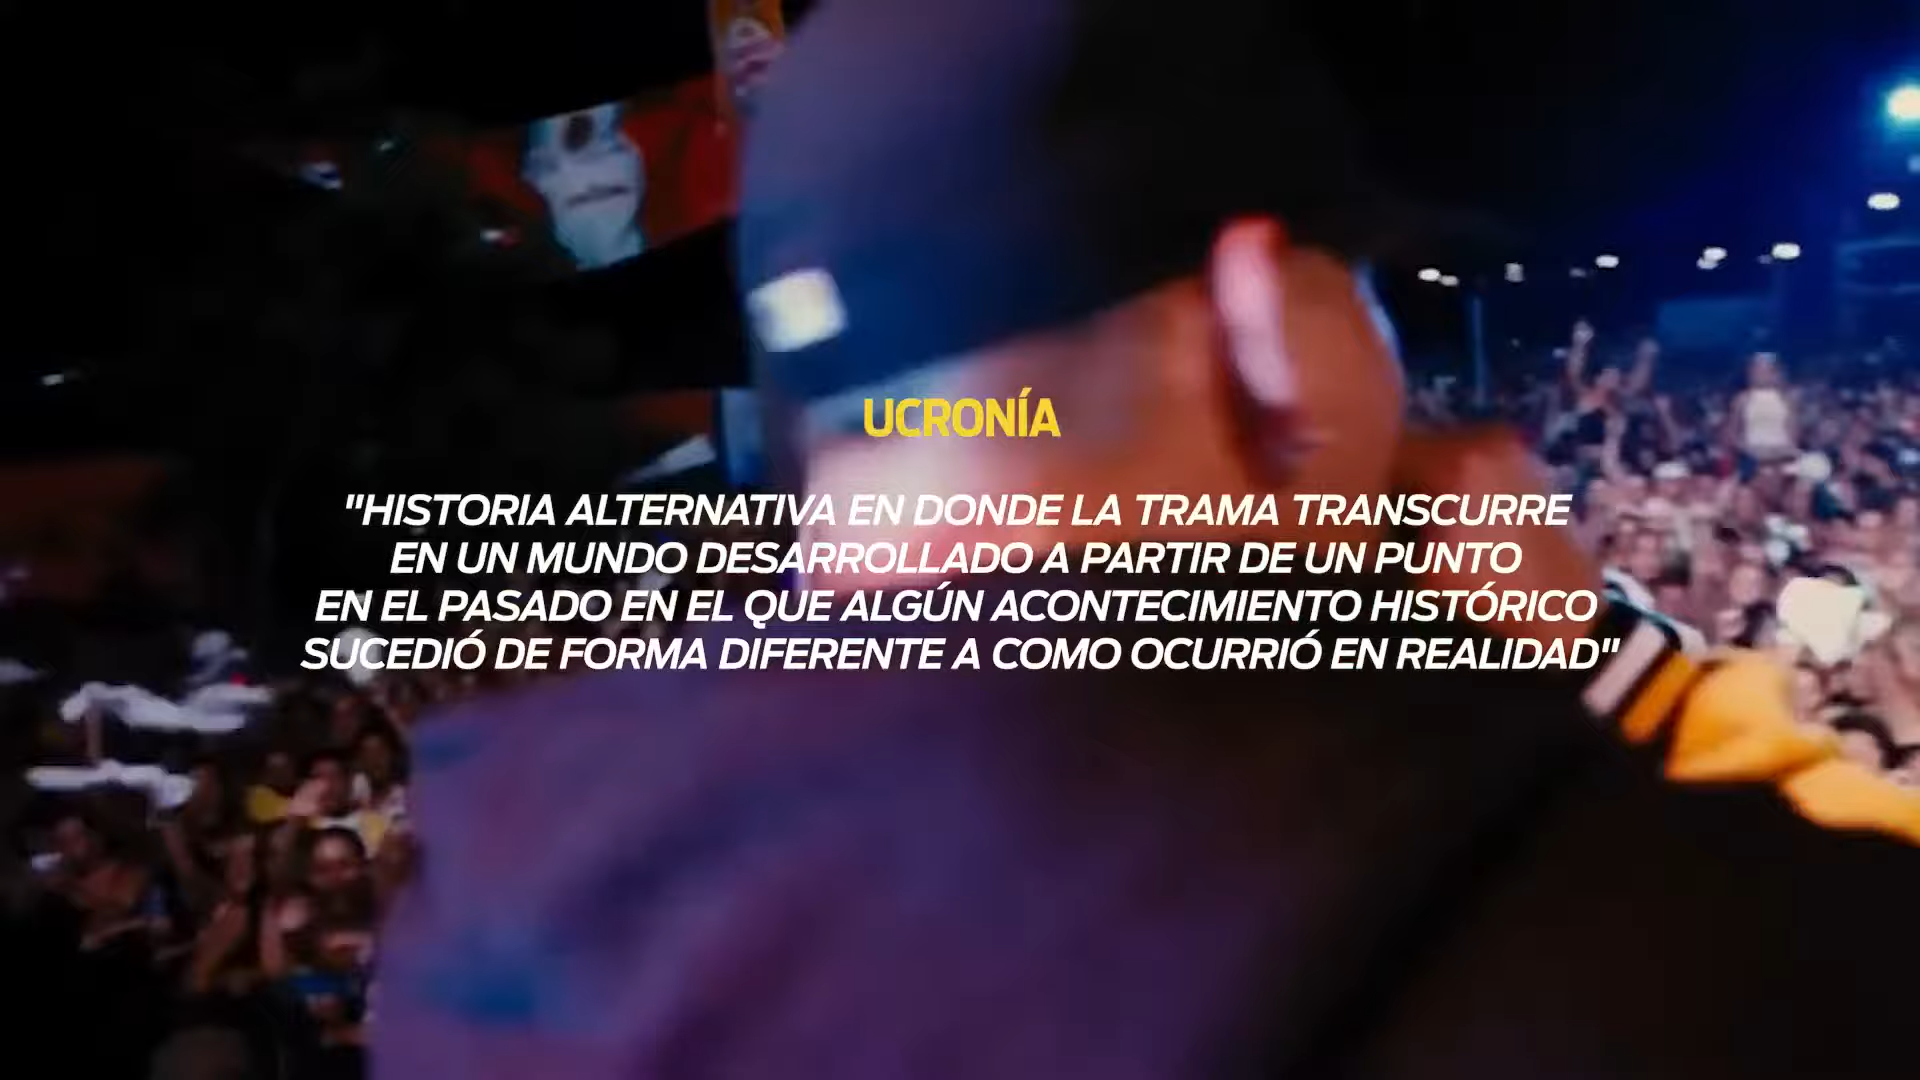 UCRONÍA
"HISTORIA ALTERNATIVA EN DONDE LA TRAMA TRANSCURRE
EN UN MUNDO DESARROLLADO A PARTIR DE UN PUNTO
EN EL PASADO EN EL QUE ALGÚN ACONTECIMIENTO HISTÓRICO
SUCEDIÓ DE FORMA DIFERENTE A COMO OCURRIÓ EN REALIDAD"